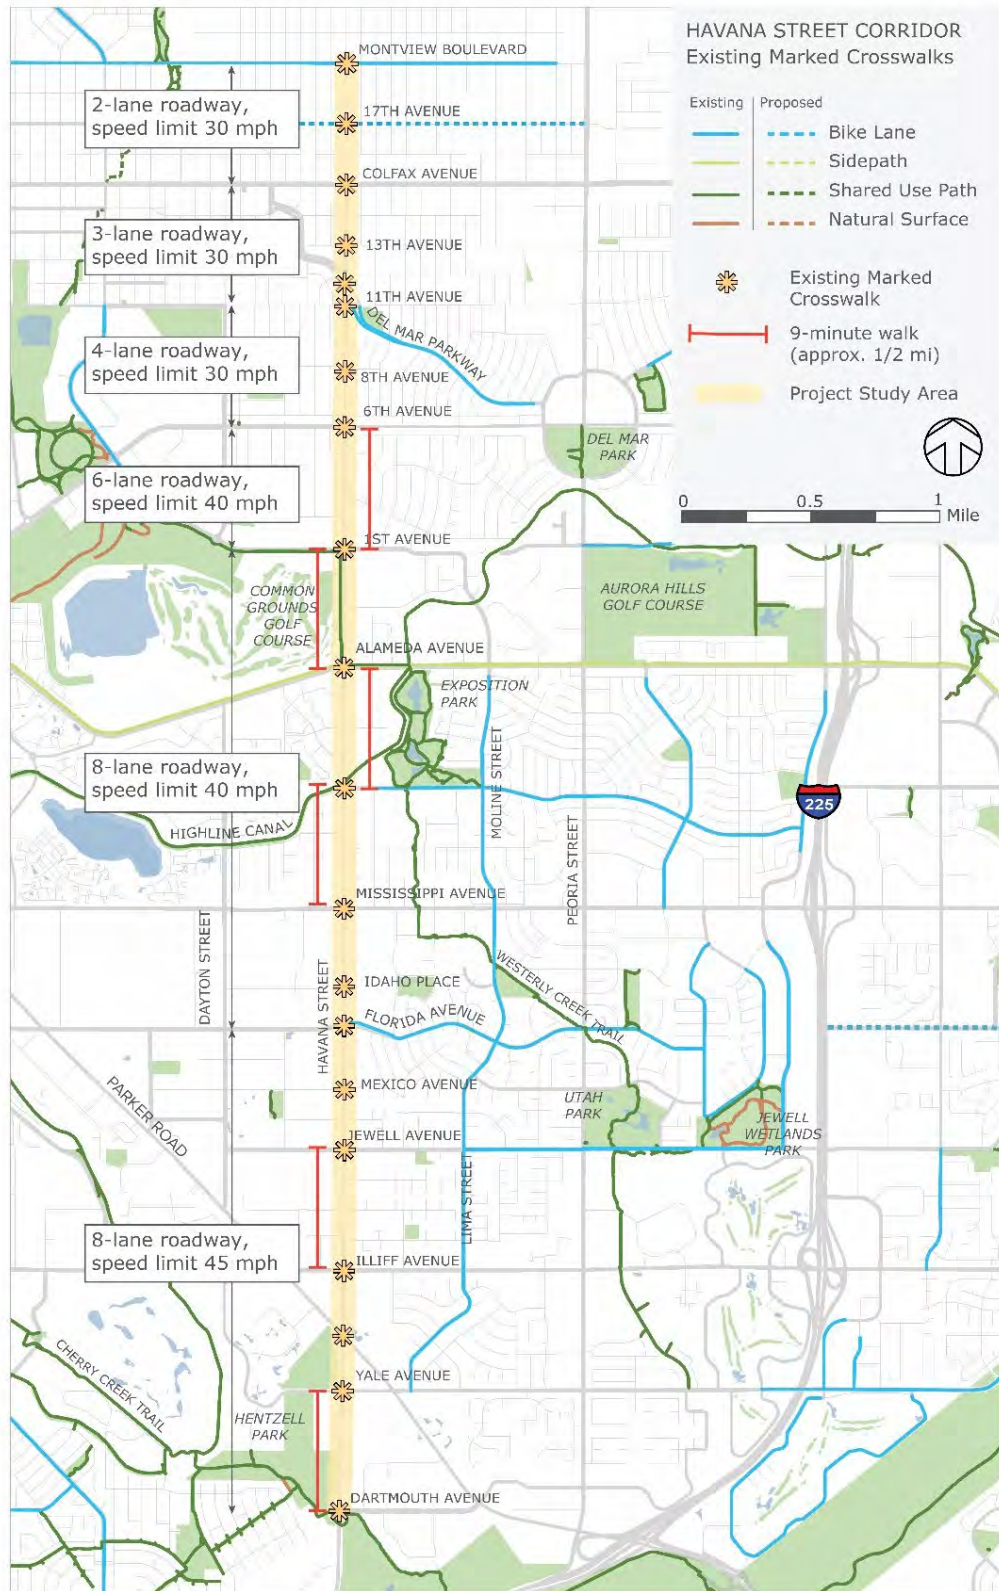 HAVANA STREET CORRIDOR
Existing Marked Crosswalks
Existing | Proposed
Bike Lane
Sidepath
Shared Use Path
Natural Surface
Existing Marked
Crosswalk
9-minute walk
(approx. 1/2 mi)
Project Study Area
0 0.5 1
Mile
MONTVIEW BOULEVARD
2-lane roadway,
speed limit 30 mph
17TH AVENUE
COLFAX AVENUE
3-lane roadway,
speed limit 30 mph
13TH AVENUE
11TH AVENUE
DEL MAR PARKWAY
4-lane roadway,
speed limit 30 mph
8TH AVENUE
6TH AVENUE
DEL MAR
PARK
6-lane roadway,
speed limit 40 mph
1ST AVENUE
COMMON
GROUNDS
GOLF
COURSE
AURORA HILLS
GOLF COURSE
ALAMEDA AVENUE
EXPOSITION
PARK
MOLINE STREET
8-lane roadway,
speed limit 40 mph
225
HIGHLINE CANAL
PEORIA STREET
MISSISSIPPI AVENUE
DAYTON STREET
HAVANA STREET
IDAHO PLACE
WESTERLY CREEK TRAIL
FLORIDA AVENUE
MEXICO AVENUE
PARKER ROAD
UTAH
PARK
JEWELL
WETLANDS
PARK
JEWELL AVENUE
LIMA STREET
8-lane roadway,
speed limit 45 mph
ILLIFF AVENUE
CHERRY CREEK TRAIL
YALE AVENUE
HENTZELL
PARK
DARTMOUTH AVENUE